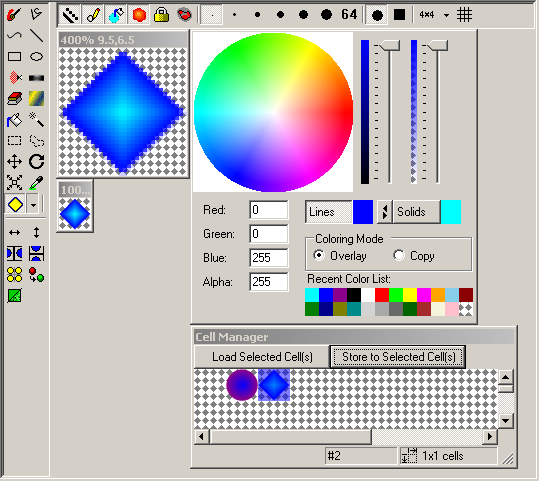 64
4x4
400% 9.5,6.5
100...
Red: 0
Green: 0
Blue: 255
Alpha: 255
Lines
Solids
Coloring Mode
Overlay
Copy
Recent Color List:
Cell Manager
Load Selected Cell(s)
Store to Selected Cell(s)
#2
1x1 cells